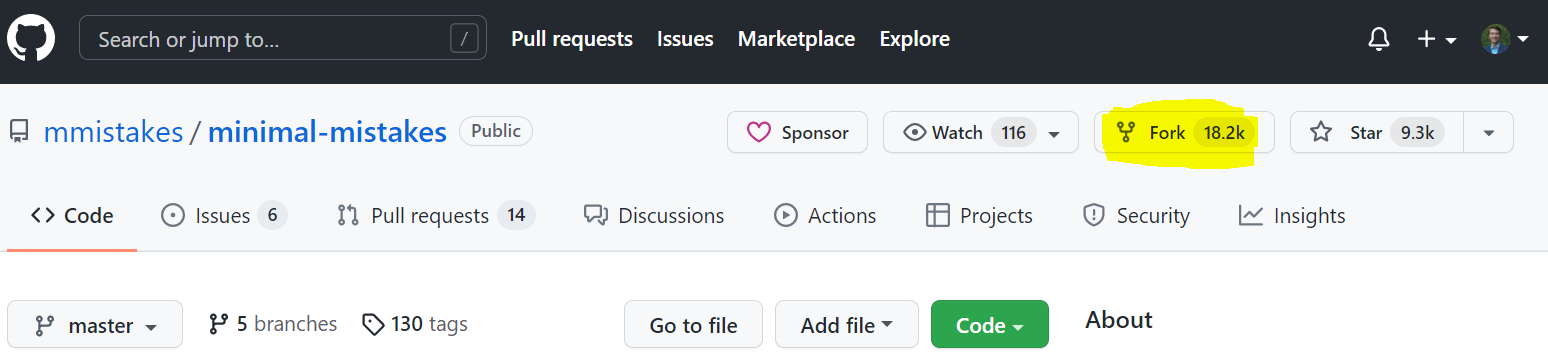 Search or jump to... / Pull requests Issues Marketplace Explore
mmistakes / minimal-mistakes Public Sponsor Watch 116 Fork 18.2k Star 9.3k
Code Issues 6 Pull requests 14 Discussions Actions Projects Security Insights
master 5 branches 130 tags Go to file Add file Code About